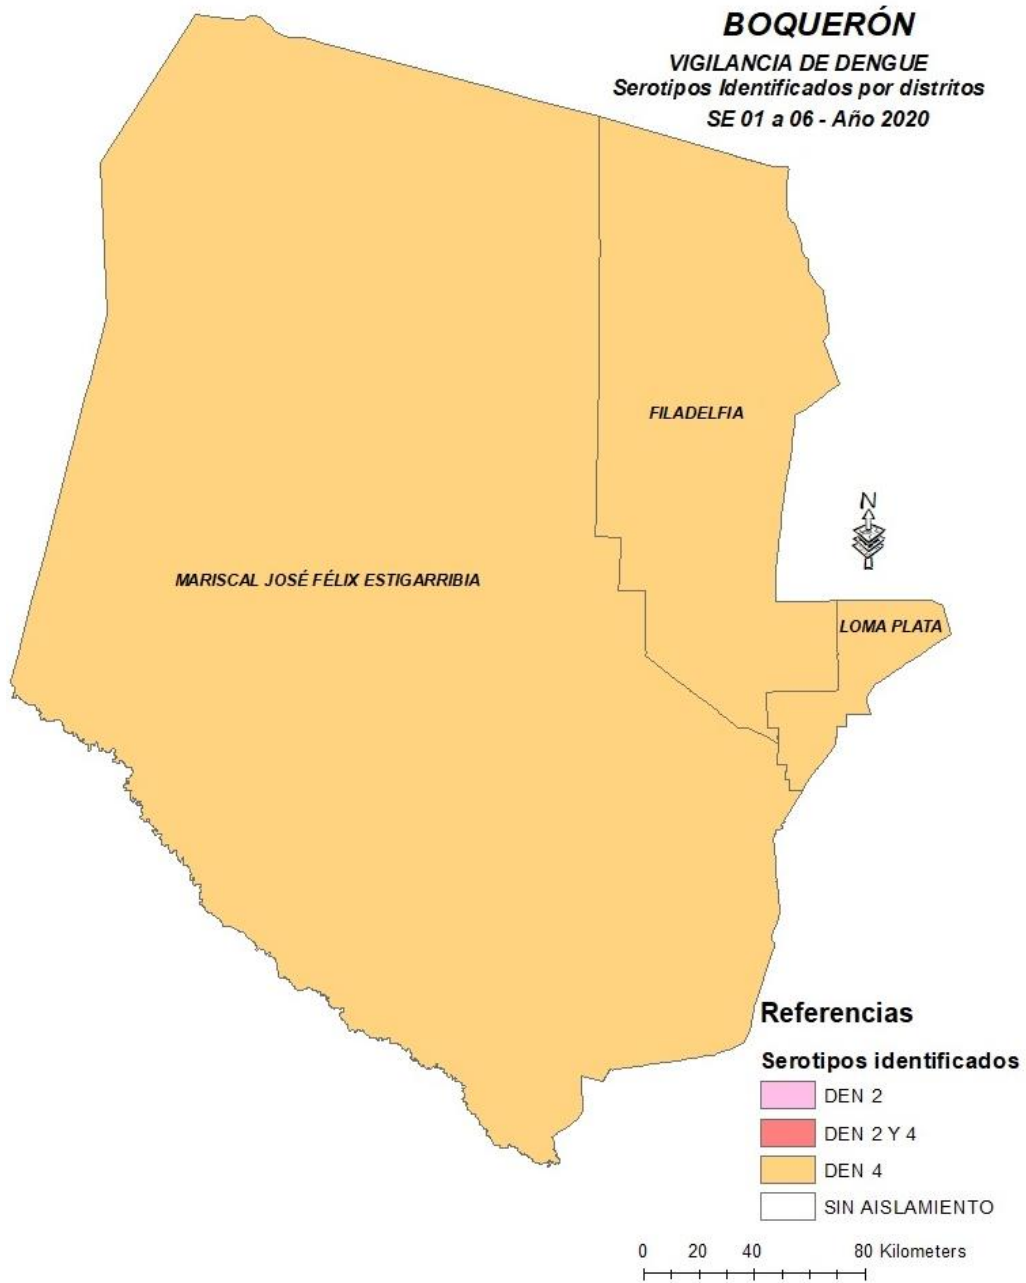 BOQUERÓN
VIGILANCIA DE DENGUE
Serotipos Identificados por distritos
SE 01 a 06 - Año 2020
FILADELFIA
N
MARISCAL JOSÉ FÉLIX ESTIGARRIBIA
LOMA PLATA
Referencias
Serotipos identificados
DEN 2
DEN 2 Y 4
DEN 4
SIN AISLAMIENTO
0 20 40 80 Kilometers